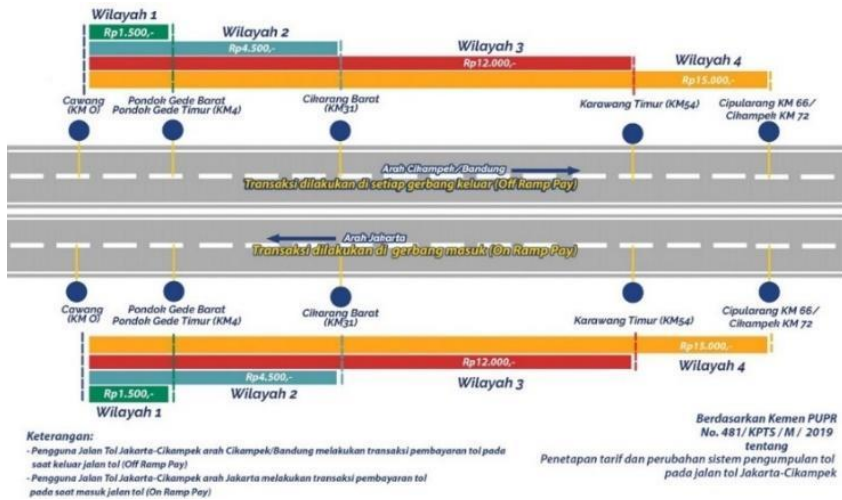 Wilayah 1
Rp1.500,-
Wilayah 2
Rp4.500,-
Wilayah 3
Rp12.000,-
Wilayah 4
Rp15.000,-
Cawang
(KM 0)
Pondok Gede Barat
Pondok Gede Timur (KM4)
Cikarang Barat
(KM31)
Karawang Timur (KM54)
Cipularang KM 66/
Cikampek KM 72
Arah Cikampek/Bandung
Transaksi dilakukan di setiap gerbang keluar (Off Ramp Pay)
Arah Jakarta
Transaksi dilakukan di gerbang masuk (On Ramp Pay)
Cawang
(KM 0)
Pondok Gede Barat
Pondok Gede Timur (KM4)
Cikarang Barat
(KM31)
Karawang Timur (KM54)
Cipularang KM 66/
Cikampek KM 72
Rp15.000,-
Wilayah 4
Rp12.000,-
Wilayah 3
Rp4.500,-
Wilayah 2
Rp1.500,-
Wilayah 1
Keterangan:
- Pengguna Jalan Tol Jakarta-Cikampek arah Cikampek/Bandung melakukan transaksi pembayaran tol pada
saat keluar jalan tol (Off Ramp Pay)
- Pengguna Jalan Tol Jakarta-Cikampek arah Jakarta melakukan transaksi pembayaran tol
pada saat masuk jalan tol (On Ramp Pay)
Berdasarkan Kemen PUPR
No. 481/ KPTS / M / 2019
tentang
Penetapan tarif dan perubahan sistem pengumpulan tol
pada jalan tol Jakarta-Cikampek